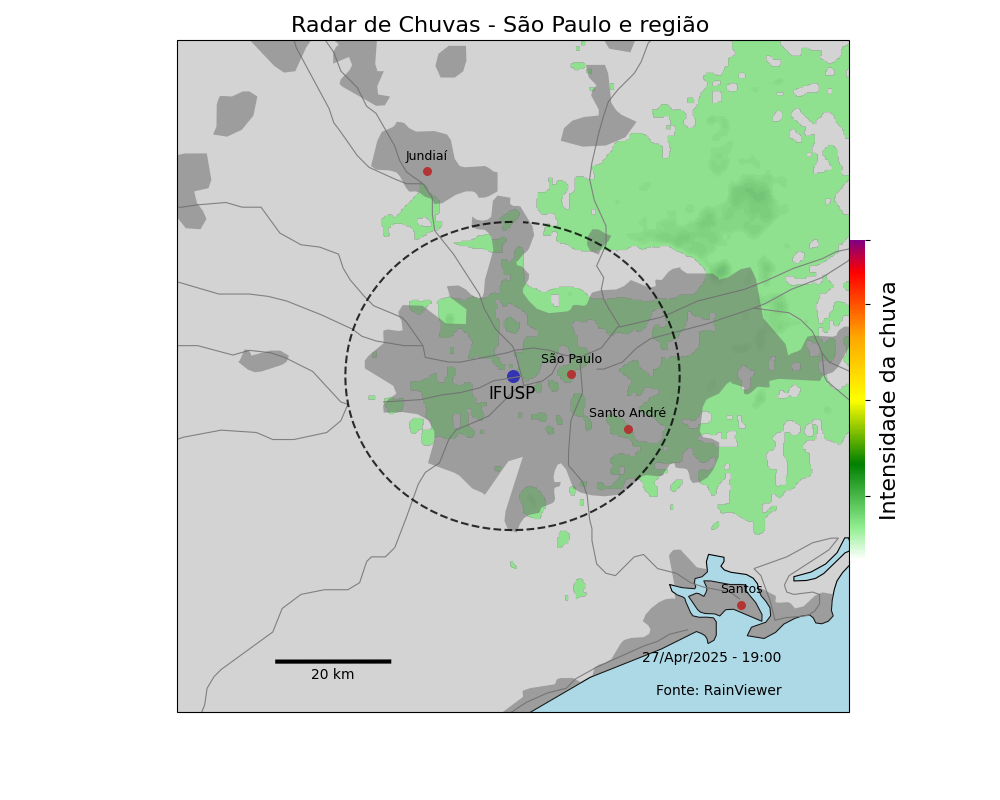 Radar de Chuvas - São Paulo e região
Jundiaí
São Paulo
IFUSP
Santo André
Intensidade da chuva
Santos
27/Apr/2025 - 19:00
20 km
Fonte: RainViewer